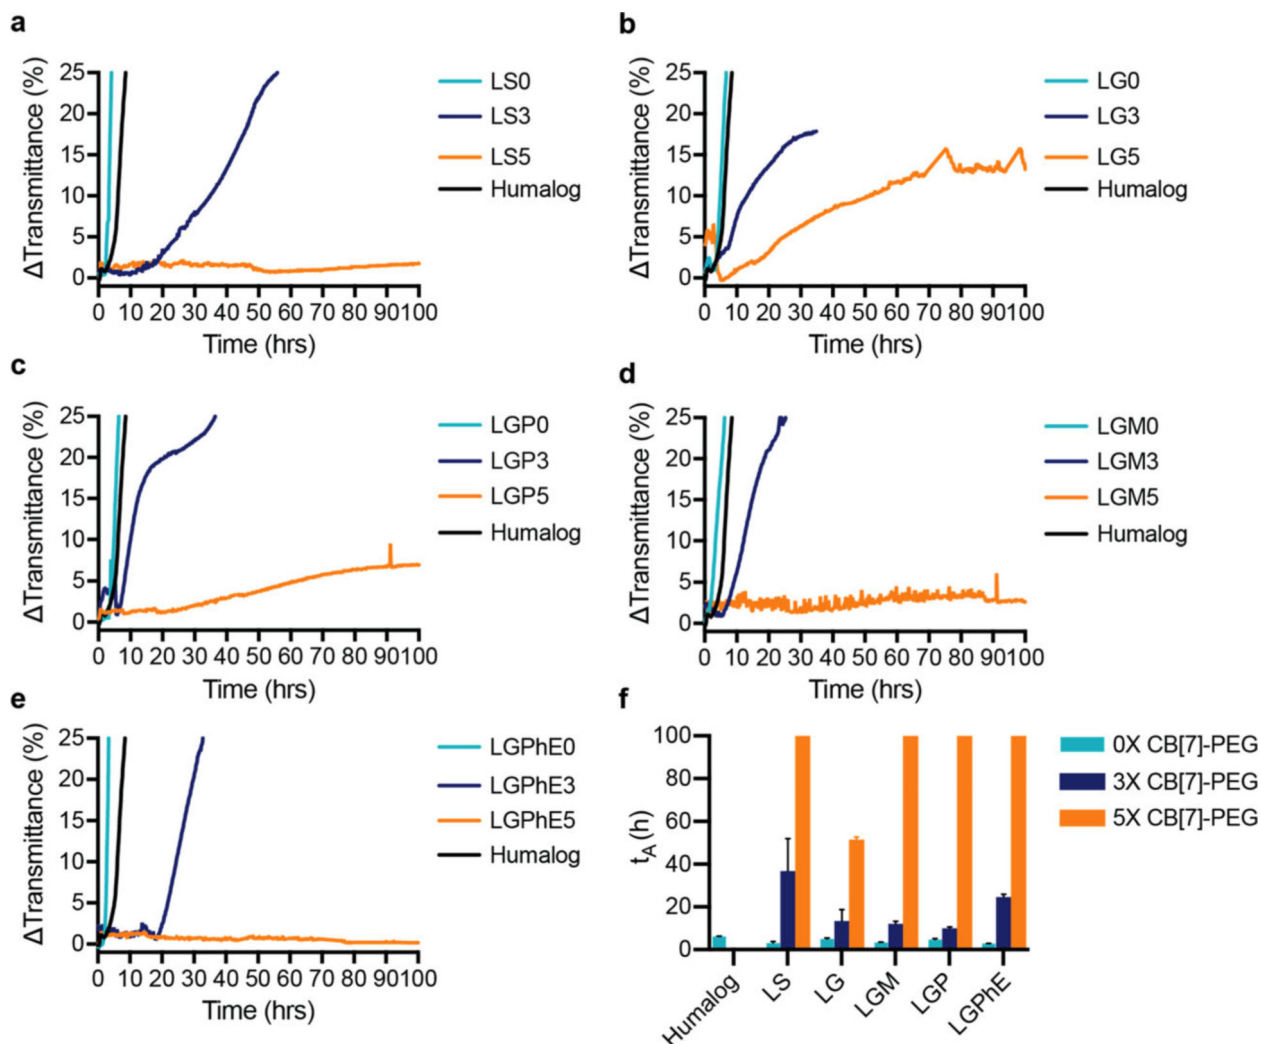 a
ΔTransmittance (%)
25
20
15
10
5
0
0 10 20 30 40 50 60 70 80 90100
Time (hrs)
LS0
LS3
LS5
Humalog
b
ΔTransmittance (%)
25
20
15
10
5
0
0 10 20 30 40 50 60 70 80 90100
Time (hrs)
LG0
LG3
LG5
Humalog
c
ΔTransmittance (%)
25
20
15
10
5
0
0 10 20 30 40 50 60 70 80 90100
Time (hrs)
LGP0
LGP3
LGP5
Humalog
d
ΔTransmittance (%)
25
20
15
10
5
0
0 10 20 30 40 50 60 70 80 90100
Time (hrs)
LGM0
LGM3
LGM5
Humalog
e
ΔTransmittance (%)
25
20
15
10
5
0
0 10 20 30 40 50 60 70 80 90100
Time (hrs)
LGPhE0
LGPhE3
LGPhE5
Humalog
f
tA (h)
100
80
60
40
20
0
Humalog
LS
LG
LGM
LGP
LGPhE
0X CB[7]-PEG
3X CB[7]-PEG
5X CB[7]-PEG